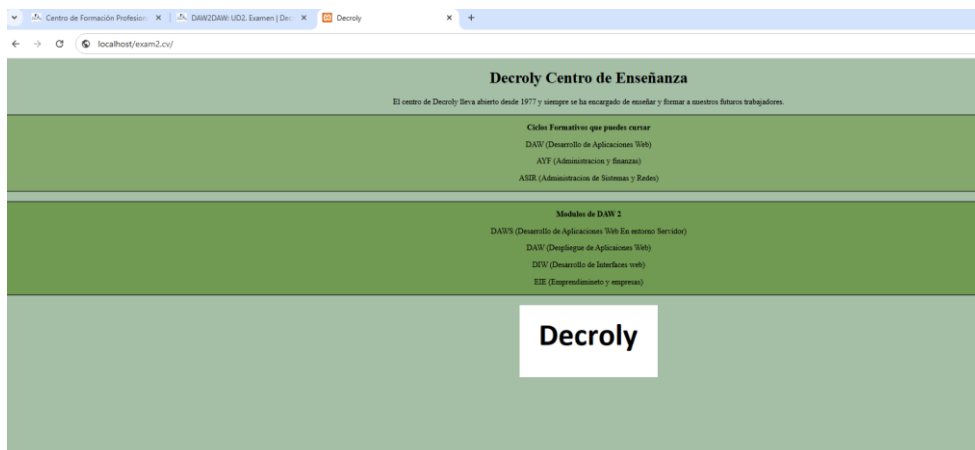 Centro de Formación Profesion
DAW2DAW: UD2. Examen | Dec
Decroly
localhost/exam2.cv/
Decroly Centro de Enseñanza
El centro de Decroly lleva abierto desde 1977 y siempre se ha encargado de enseñar y formar a nuestros futuros trabajadores.
Ciclos Formativos que puedes cursar
DAW (Desarrollo de Aplicaciones Web)
AYF (Administracion y finanzas)
ASIR (Administracion de Sistemas y Redes)
Modulos de DAW 2
DAWS (Desarrollo de Aplicaciones Web En entorno Servidor)
DAW (Despliegue de Aplicaiones Web)
DIW (Desarrollo de Interfaces web)
EIE (Emprendimineto y empresas)
Decroly